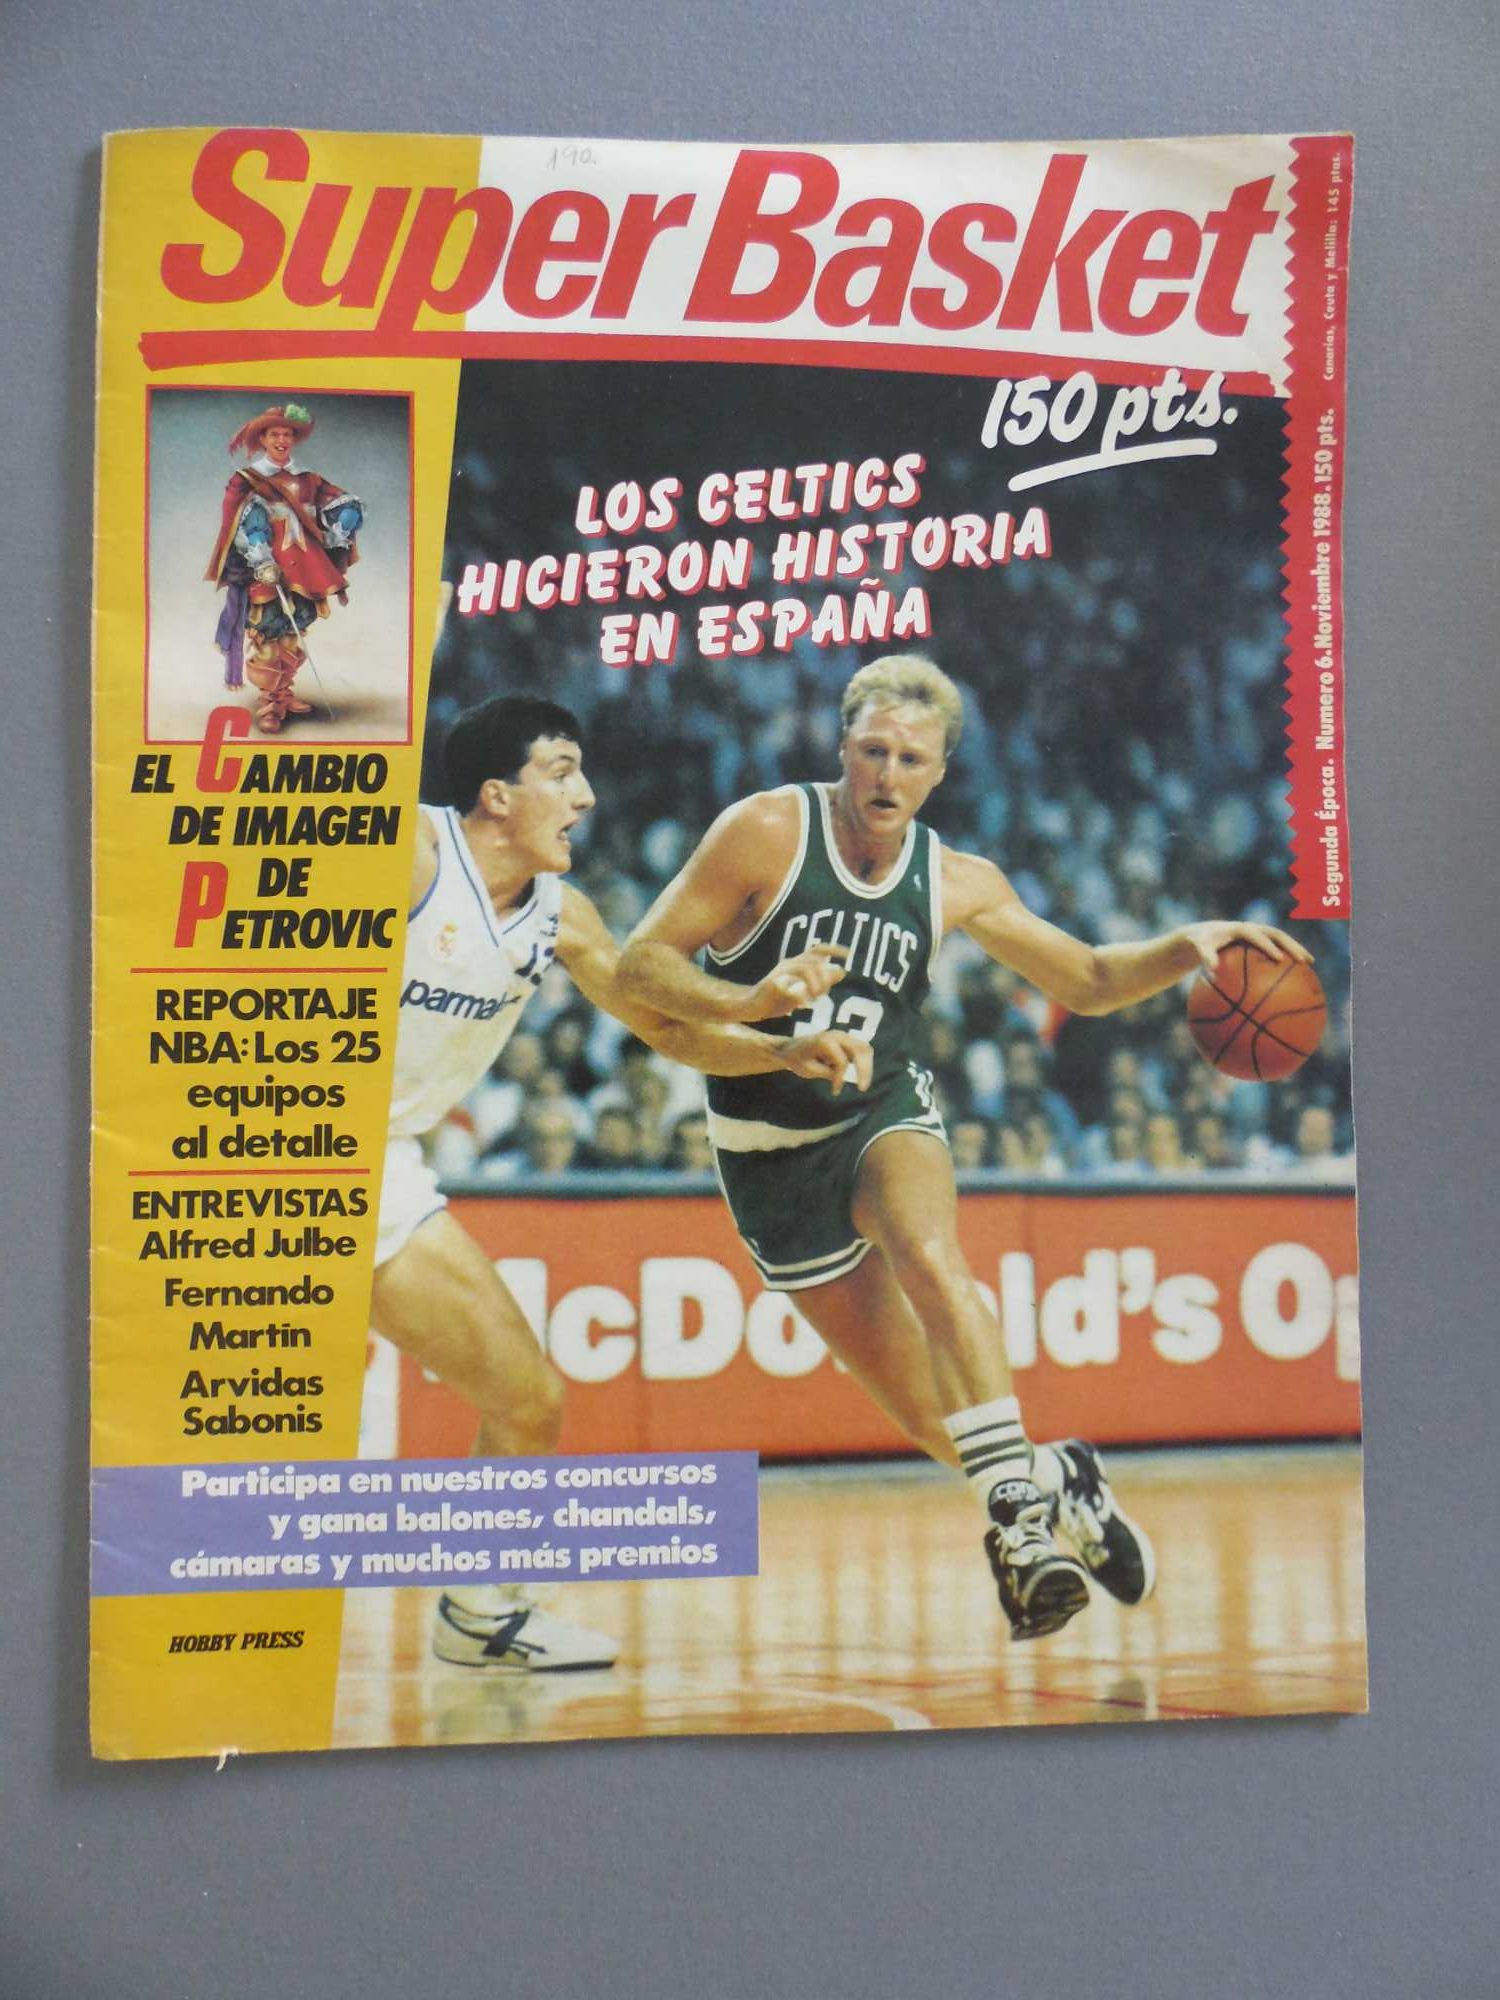 190
Super Basket
150 pts.
Canarias, Ceuta y Melilla: 145 ptas.
Segunda Época. Numero 6. Noviembre 1988. 150 pts.
LOS CELTICS
HICIERON HISTORIA
EN ESPAÑA
EL CAMBIO
DE IMAGEN
DE
PETROVIC
REPORTAJE
NBA: Los 25
equipos
al detalle
ENTREVISTAS
Alfred Julbe
Fernando
Martín
Arvidas
Sabonis
CELTICS
33
parma
McDonald's Op
Participa en nuestros concursos
y gana balones, chandals,
cámaras y muchos más premios
HOBBY PRESS